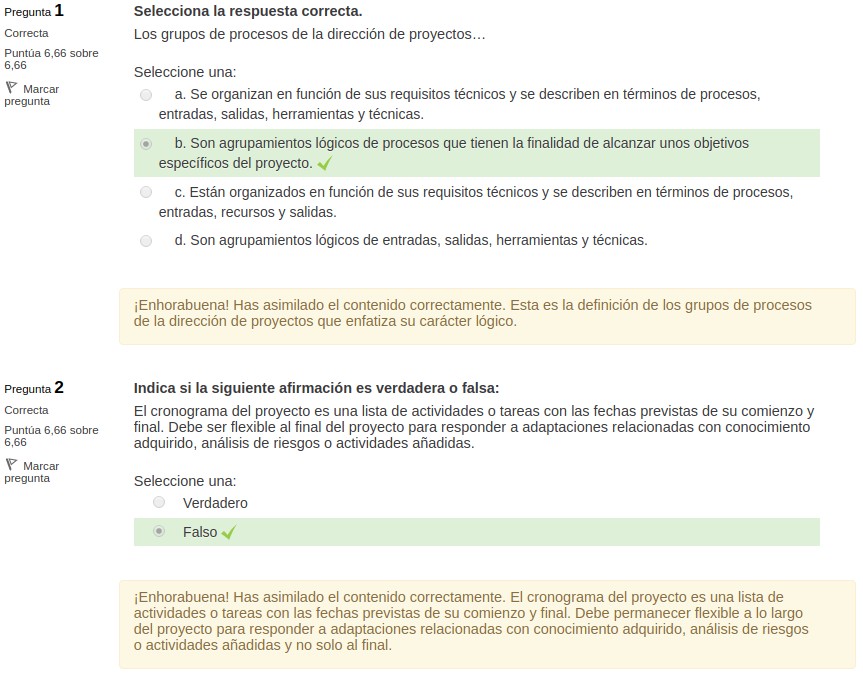 Pregunta 1
Correcta
Puntúa 6,66 sobre
6,66
Marcar
pregunta
Selecciona la respuesta correcta.
Los grupos de procesos de la dirección de proyectos…
Seleccione una:
a. Se organizan en función de sus requisitos técnicos y se describen en términos de procesos,
entradas, salidas, herramientas y técnicas.
b. Son agrupamientos lógicos de procesos que tienen la finalidad de alcanzar unos objetivos
específicos del proyecto.
c. Están organizados en función de sus requisitos técnicos y se describen en términos de procesos,
entradas, recursos y salidas.
d. Son agrupamientos lógicos de entradas, salidas, herramientas y técnicas.
¡Enhorabuena! Has asimilado el contenido correctamente. Esta es la definición de los grupos de procesos
de la dirección de proyectos que enfatiza su carácter lógico.
Pregunta 2
Correcta
Puntúa 6,66 sobre
6,66
Marcar
pregunta
Indica si la siguiente afirmación es verdadera o falsa:
El cronograma del proyecto es una lista de actividades o tareas con las fechas previstas de su comienzo y
final. Debe ser flexible al final del proyecto para responder a adaptaciones relacionadas con conocimiento
adquirido, análisis de riesgos o actividades añadidas.
Seleccione una:
Verdadero
Falso
¡Enhorabuena! Has asimilado el contenido correctamente. El cronograma del proyecto es una lista de
actividades o tareas con las fechas previstas de su comienzo y final. Debe permanecer flexible a lo largo
del proyecto para responder a adaptaciones relacionadas con conocimiento adquirido, análisis de riesgos
o actividades añadidas y no solo al final.